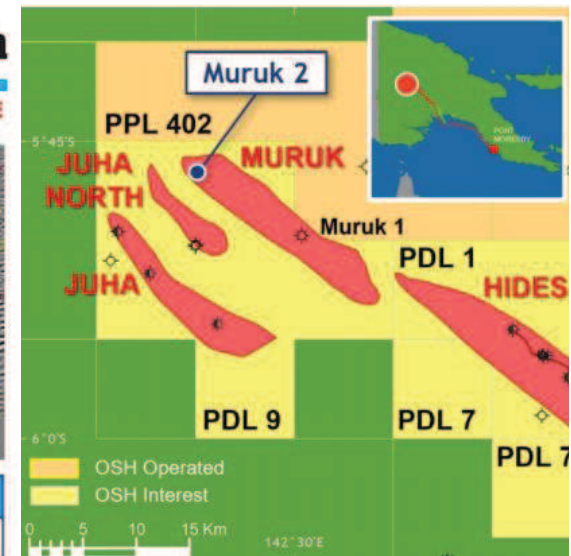 Muruk 2
PPL 402
5°45'S
JUHA
NORTH
MURUK
PORT
MORESBY
Muruk 1
JUHA
PDL 1
HIDES
PDL 9
PDL 7
6°0'S
PDL 7
OSH Operated
OSH Interest
0 5 10 15 Km
142°30'E